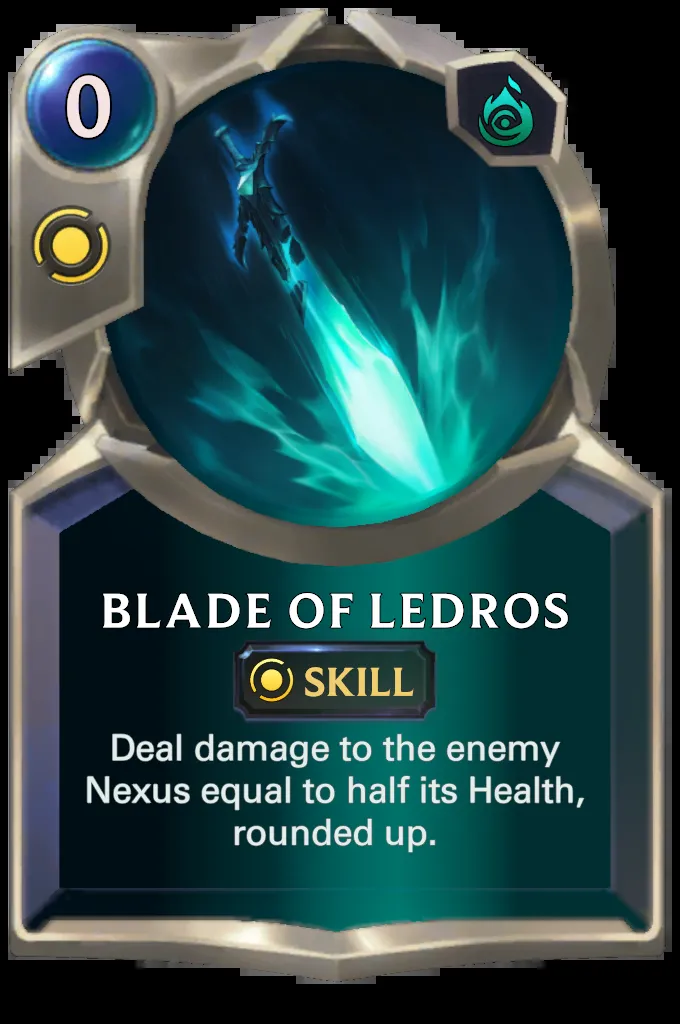 0
BLADE OF LEDROS
SKILL
Deal damage to the enemy
Nexus equal to half its Health,
rounded up.